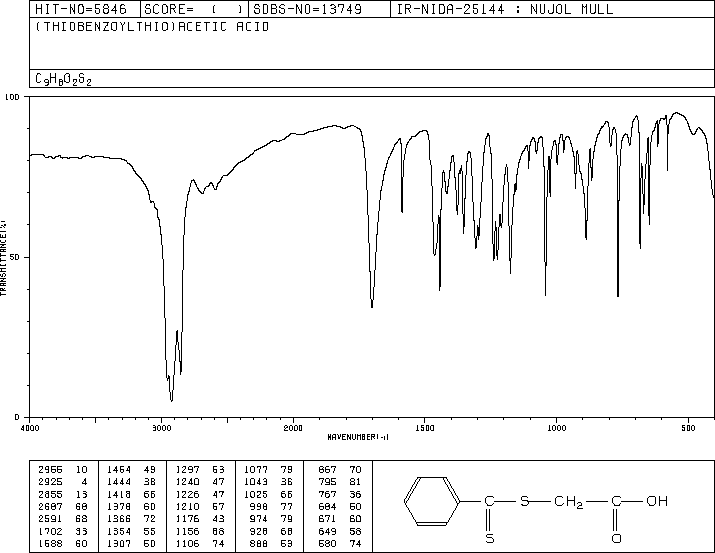 HIT-NO=5846 SCORE= ( ) SDBS-NO=13749 IR-NIDA-25144 : NUJOL MULL
(THIOBENZOYLTHIO)ACETIC ACID
C9H8O2S2
100
50
0
TRANSMITTANCE(%)
4000 3000 2000 1500 1000 500
WAVENUMBER(-1)
2955 10 1464 49 1297 53 1077 79 867 70
2925 4 1444 38 1240 47 1043 36 795 81
2855 13 1418 66 1226 47 1025 66 767 36
2687 68 1378 60 1210 57 998 77 684 50
2591 68 1366 72 1176 43 974 79 671 60
1702 33 1354 55 1156 68 928 68 649 58
1588 60 1307 50 1106 74 888 53 580 74
C S CH2 C OH
S O